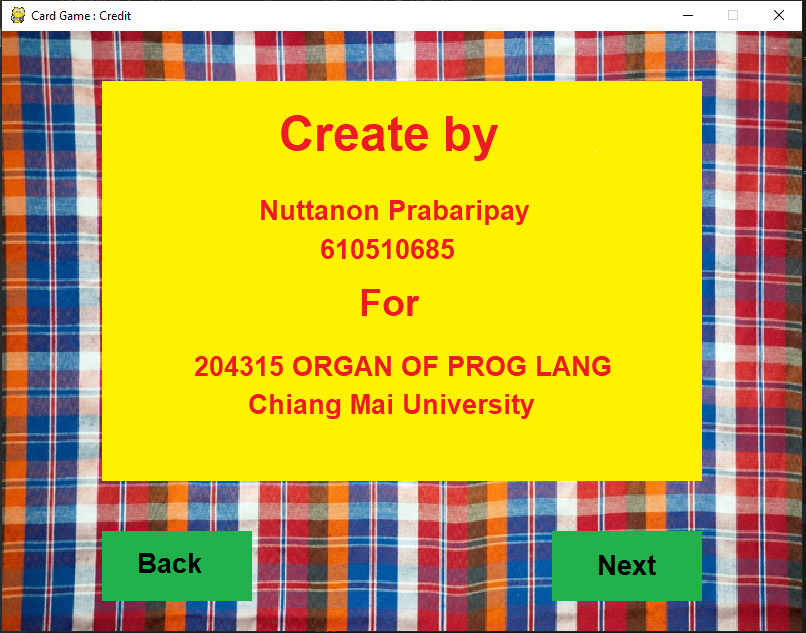 Card Game : Credit
Create by
Nuttanon Prabaripay
610510685
For
204315 ORGAN OF PROG LANG
Chiang Mai University
Back
Next